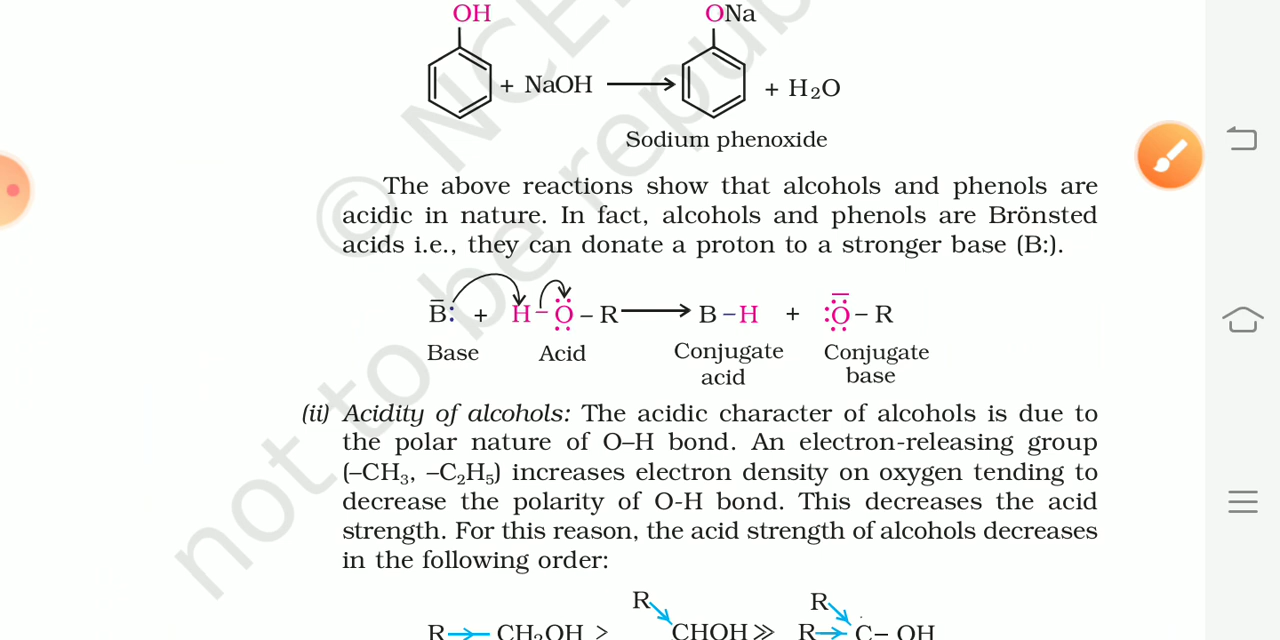 OH
ONa
+ NaOH ⟶ + H₂O
Sodium phenoxide
The above reactions show that alcohols and phenols are
acidic in nature. In fact, alcohols and phenols are Brönsted
acids i.e., they can donate a proton to a stronger base (B:).
B̄: + H–Ö–R ⟶ B–H + :Ö–R
Base Acid Conjugate acid Conjugate base
(ii) Acidity of alcohols: The acidic character of alcohols is due to
the polar nature of O–H bond. An electron-releasing group
(–CH₃, –C₂H₅) increases electron density on oxygen tending to
decrease the polarity of O-H bond. This decreases the acid
strength. For this reason, the acid strength of alcohols decreases
in the following order:
R R
R→CH₂OH > CHOH >> R→C–OH
© NCE
not to be republ